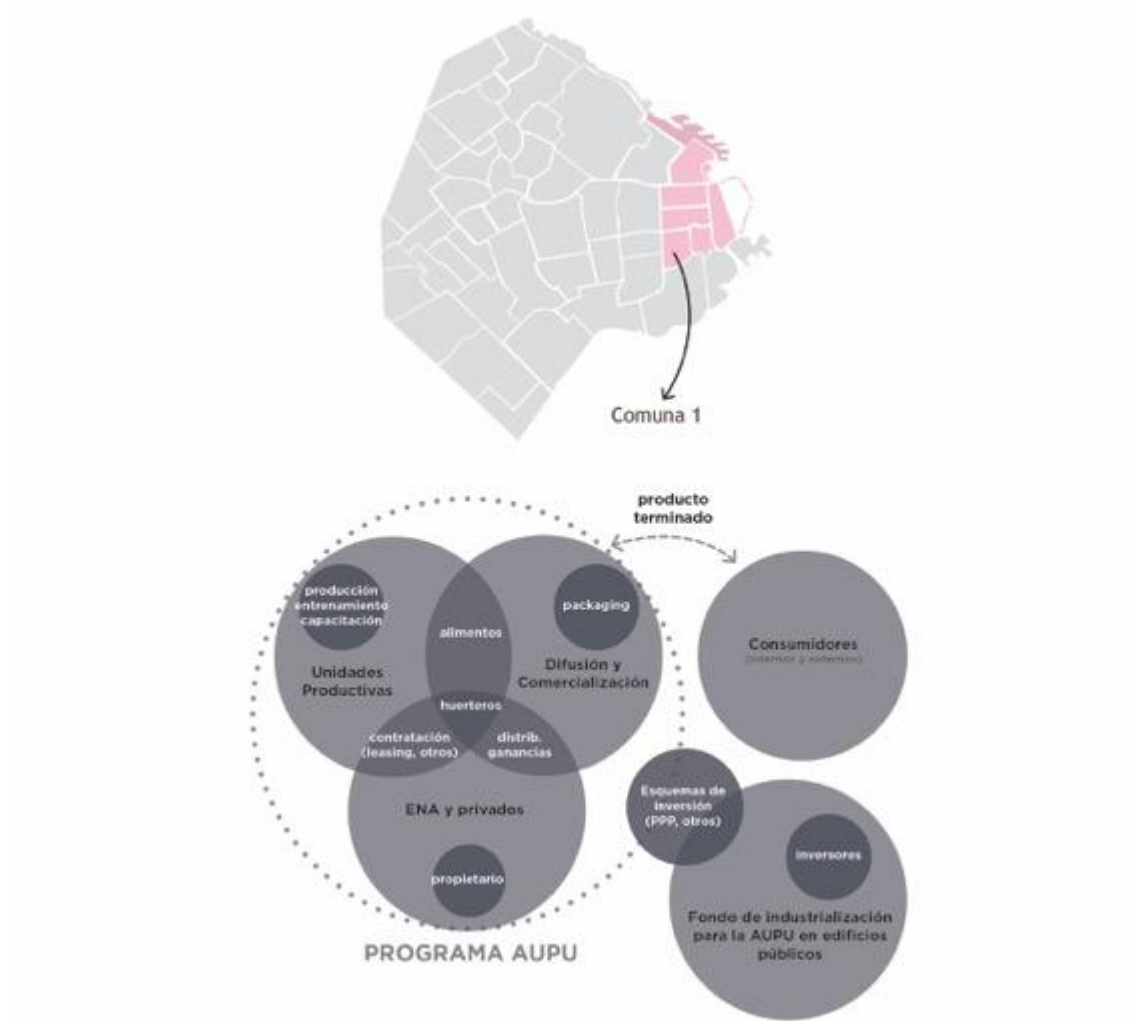 Comuna 1
producto
terminado
producción
entrenamiento
capacitación
alimentos
packaging
Unidades
Productivas
Difusión y
Comercialización
Consumidores
(internos y externos)
huerteros
contratación
(leasing, otros)
distrib.
ganancias
ENA y privados
Esquemas de
inversión
(PPP, otros)
inversores
propietario
Fondo de industrialización
para la AUPU en edificios
públicos
PROGRAMA AUPU